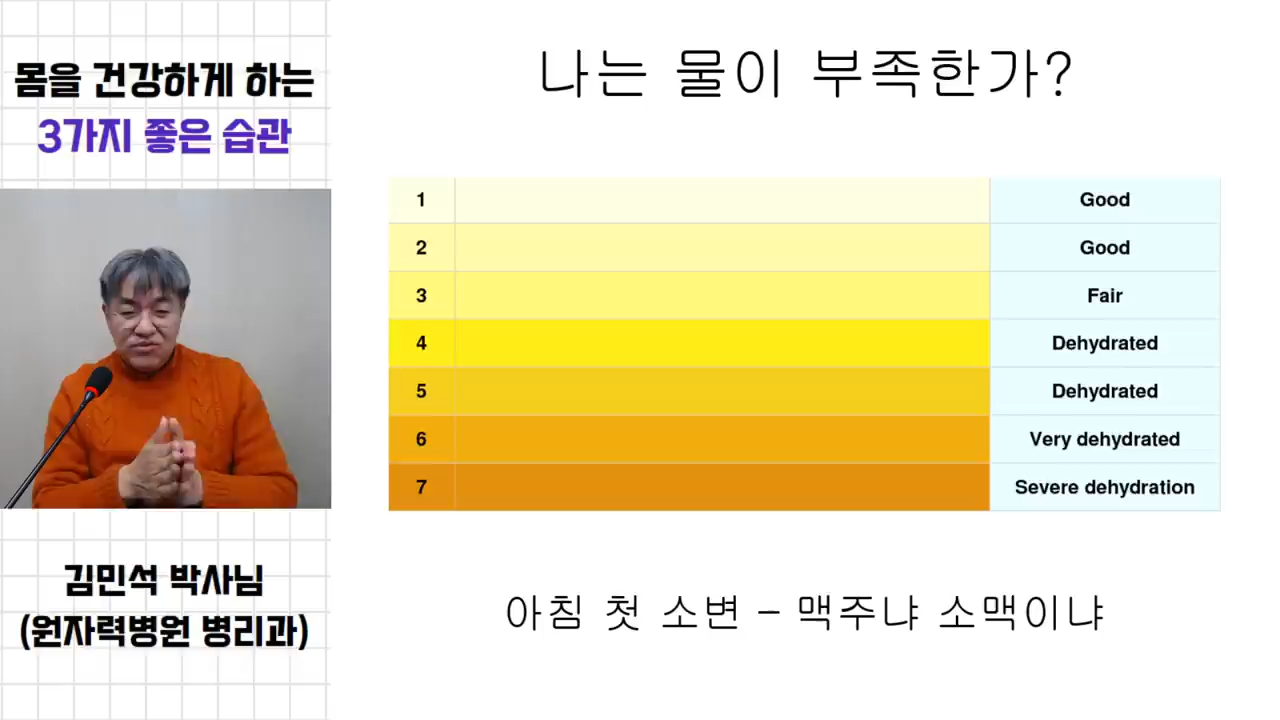 몸을 건강하게 하는
3가지 좋은 습관
김민석 박사님
(원자력병원 병리과)
나는 물이 부족한가?
1 Good
2 Good
3 Fair
4 Dehydrated
5 Dehydrated
6 Very dehydrated
7 Severe dehydration
아침 첫 소변 – 맥주냐 소맥이냐